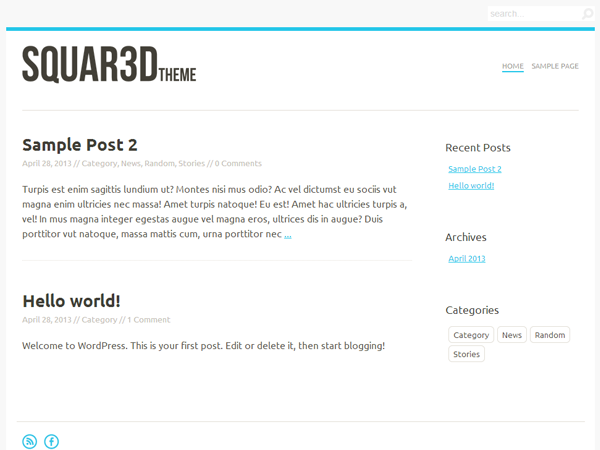 search...
SQUAR3DTHEME
HOME SAMPLE PAGE
Sample Post 2
April 28, 2013 // Category, News, Random, Stories // 0 Comments
Turpis est enim sagittis lundium ut? Montes nisi mus odio? Ac vel dictumst eu sociis vut
magna enim ultricies nec massa! Amet turpis natoque! Eu est! Amet hac ultricies turpis a,
vel! In mus magna integer egestas augue vel magna eros, ultrices dis in augue? Duis
porttitor vut natoque, massa mattis cum, urna porttitor nec ...
Hello world!
April 28, 2013 // Category // 1 Comment
Welcome to WordPress. This is your first post. Edit or delete it, then start blogging!
Recent Posts
Sample Post 2
Hello world!
Archives
April 2013
Categories
Category News Random
Stories